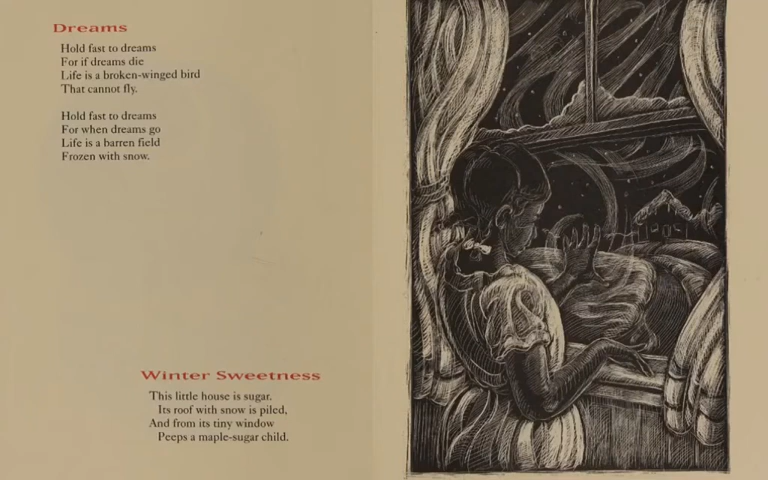 Dreams
Hold fast to dreams
For if dreams die
Life is a broken-winged bird
That cannot fly.
Hold fast to dreams
For when dreams go
Life is a barren field
Frozen with snow.
Winter Sweetness
This little house is sugar.
Its roof with snow is piled,
And from its tiny window
Peeps a maple-sugar child.